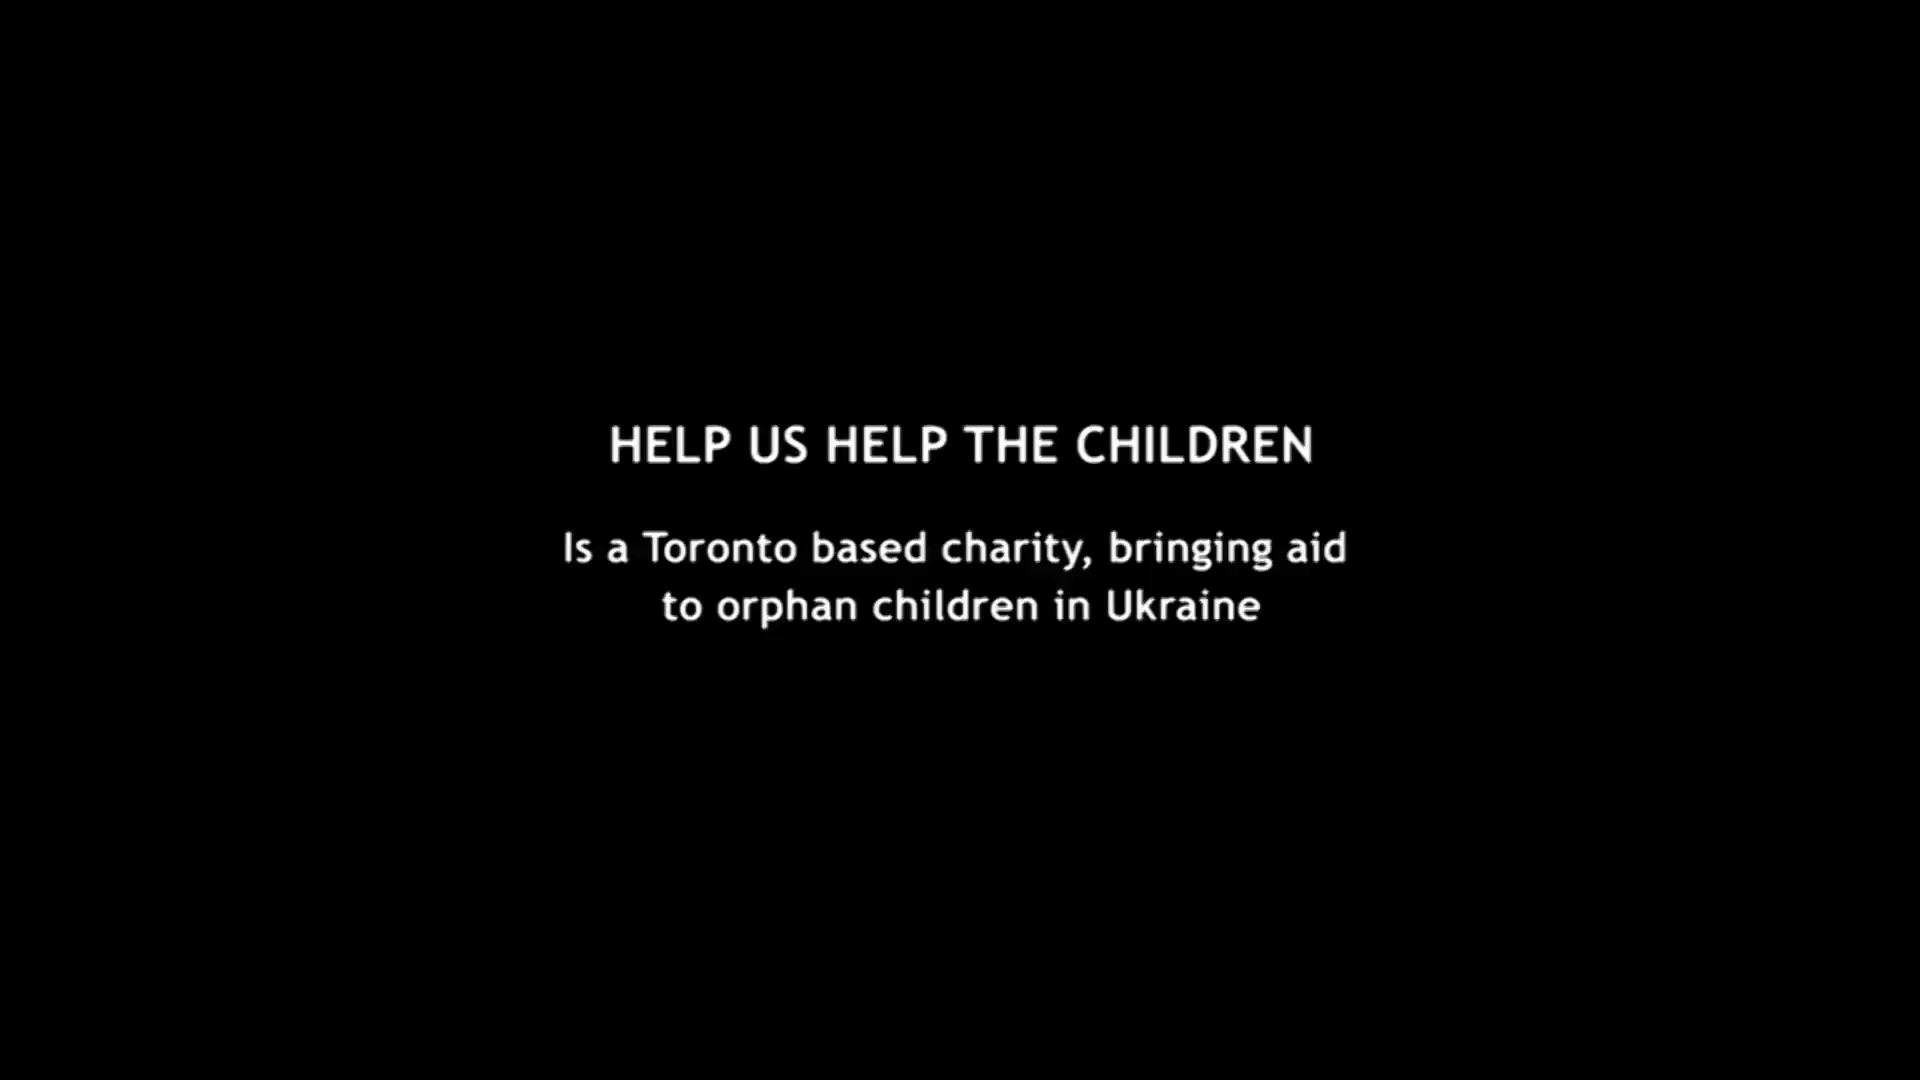 HELP US HELP THE CHILDREN
Is a Toronto based charity, bringing aid
to orphan children in Ukraine